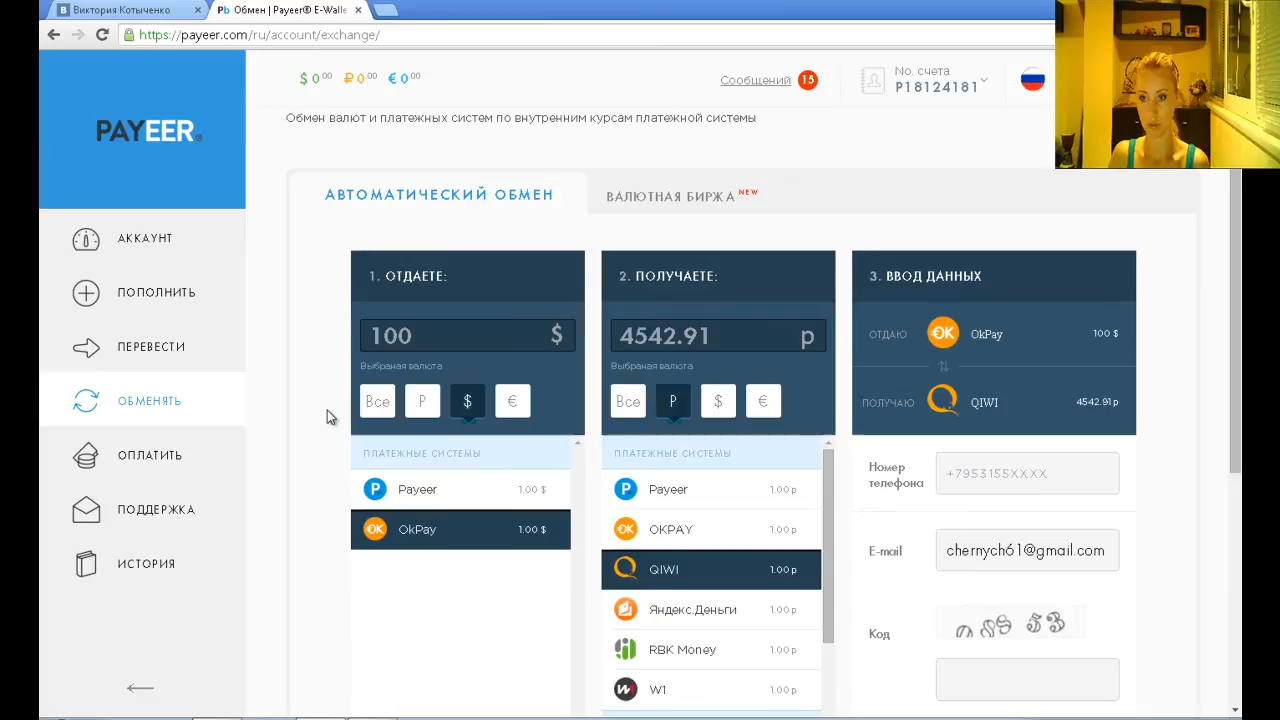 Виктория Котыченко
Обмен | Payeer® E-Walle
https://payeer.com/ru/account/exchange/
PAYEER®
$ 0.00 ₽ 0.00 € 0.00
Сообщений 15
No. счета
P18124181
Обмен валют и платежных систем по внутренним курсам платежной системы
АККАУНТ
ПОПОЛНИТЬ
ПЕРЕВЕСТИ
ОБМЕНЯТЬ
ОПЛАТИТЬ
ПОДДЕРЖКА
ИСТОРИЯ
АВТОМАТИЧЕСКИЙ ОБМЕН
ВАЛЮТНАЯ БИРЖА NEW
1. ОТДАЕТЕ:
100 $
Выбраная валюта
Все Р $ €
ПЛАТЕЖНЫЕ СИСТЕМЫ
Payeer 1.00 $
OkPay 1.00 $
2. ПОЛУЧАЕТЕ:
4542.91 р
Выбраная валюта
Все Р $ €
ПЛАТЕЖНЫЕ СИСТЕМЫ
Payeer 1.00 р
OKPAY 1.00 р
QIWI 1.00 р
Яндекс.Деньги 1.00 р
RBK Money 1.00 р
W1 1.00 р
3. ВВОД ДАННЫХ
ОТДАЮ OkPay 100 $
ПОЛУЧАЮ QIWI 4542.91 р
Номер
телефона
+7953155XXXX
E-mail
chernych61@gmail.com
Код